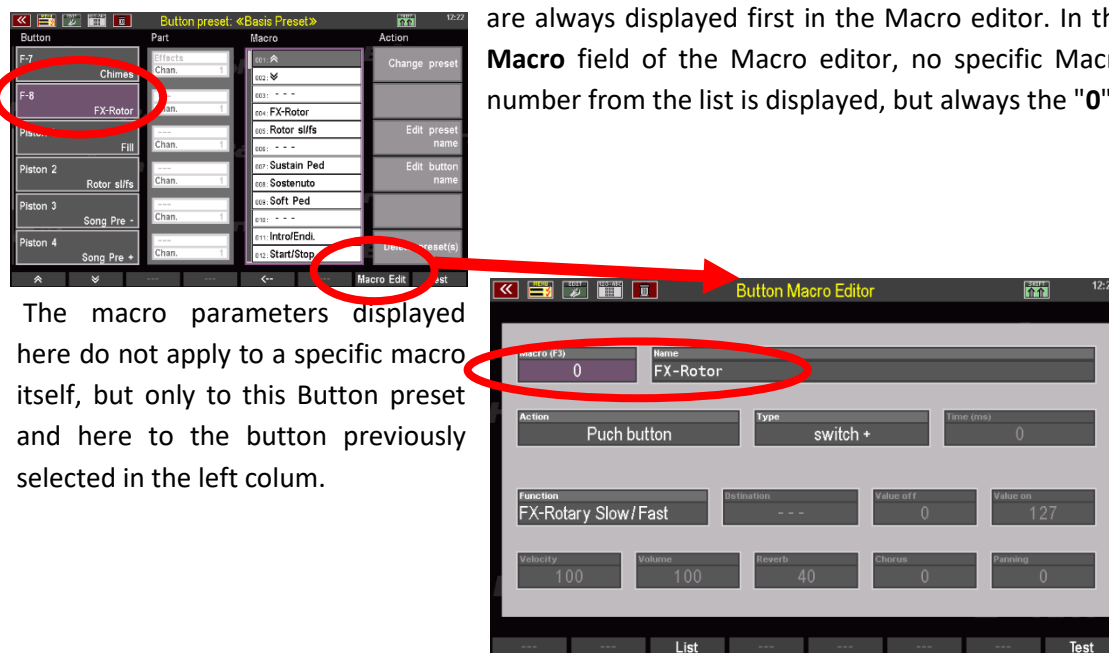 Button preset: «Basis Preset» 12:22
Button Part Macro Action
F-7
Chimes
Effects
Chan. 1
001:
002:
Change preset
F-8
FX-Rotor
---
Chan. 1
003: - - -
004: FX-Rotor
Fill
---
Chan. 1
005: Rotor sl/fs
006: - - -
Edit preset
name
Piston 2
Rotor sl/fs
---
Chan. 1
007: Sustain Ped
008: Sostenuto
Edit button
name
Piston 3
Song Pre -
---
Chan. 1
009: Soft Ped
010: - - -
Piston 4
Song Pre +
---
Chan. 1
011: Intro/Endi.
012: Start/Stop
--- --- <-- --- Macro Edit
are always displayed first in the Macro editor. In
Macro field of the Macro editor, no specific
number from the list is displayed, but always the "0"
The macro parameters displayed
here do not apply to a specific macro
itself, but only to this Button preset
and here to the button previously
selected in the left colum.
Button Macro Editor
Macro (F3) Name
0 FX-Rotor
Action Type Time (ms)
Puch button switch + 0
Function Dstination Value off Value on
FX-Rotary Slow/Fast - - - 0 127
Velocity Volume Reverb Chorus Panning
100 100 40 0 0
--- --- List --- --- --- --- Test